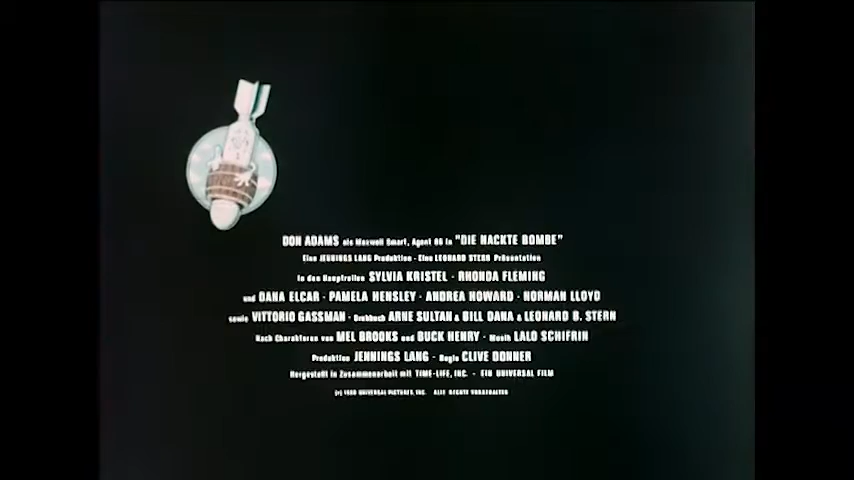 DON ADAMS als Maxwell Smart, Agent 86 in "DIE NACKTE BOMBE"
Eine JENNINGS LANG Produktion - Eine LEONARD STERN Präsentation
In den Hauptrollen SYLVIA KRISTEL · RHONDA FLEMING
und DANA ELCAR · PAMELA HENSLEY · ANDREA HOWARD · NORMAN LLOYD
sowie VITTORIO GASSMAN · Drehbuch ARNE SULTAN & BILL DANA & LEONARD B. STERN
Nach Charakteren von MEL BROOKS und BUCK HENRY · Musik LALO SCHIFRIN
Produktion JENNINGS LANG · Regie CLIVE DONNER
Hergestellt in Zusammenarbeit mit TIME-LIFE, INC. - EIN UNIVERSAL FILM
(c) 1980 UNIVERSAL PICTURES, INC. ALLE RECHTE VORBEHALTEN